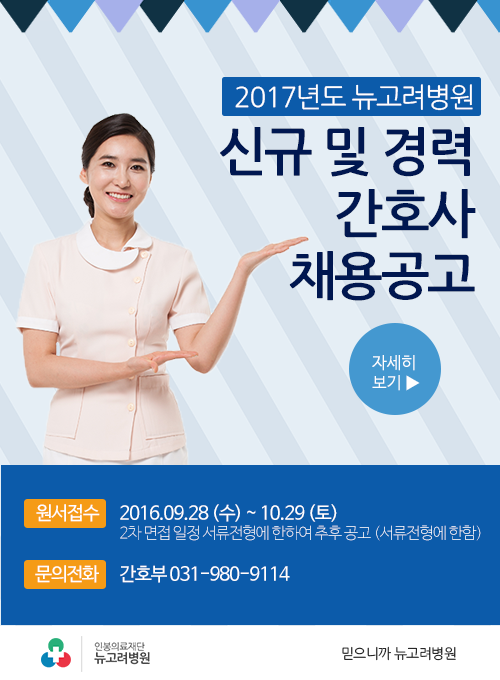 2017년도 뉴고려병원
신규 및 경력
간호사
채용공고
자세히
보기 ▶
원서접수 2016.09.28 (수) ~ 10.29 (토)
2차 면접 일정 서류전형에 한하여 추후 공고 (서류전형에 한함)
문의전화 간호부 031-980-9114
인봉의료재단
뉴고려병원
믿으니까 뉴고려병원